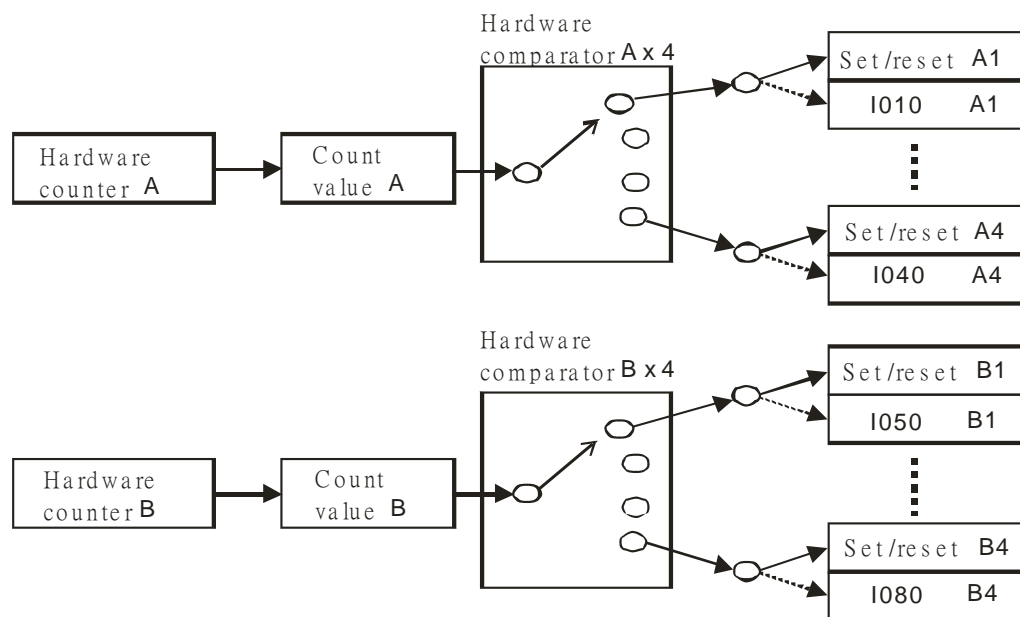 Hardware
comparator A x 4
Set/reset A1
I010 A1
Hardware
counter A
Count
value A
Set/reset A4
I040 A4
Hardware
comparator B x 4
Set/reset B1
I050 B1
Hardware
counter B
Count
value B
Set/reset B4
I080 B4